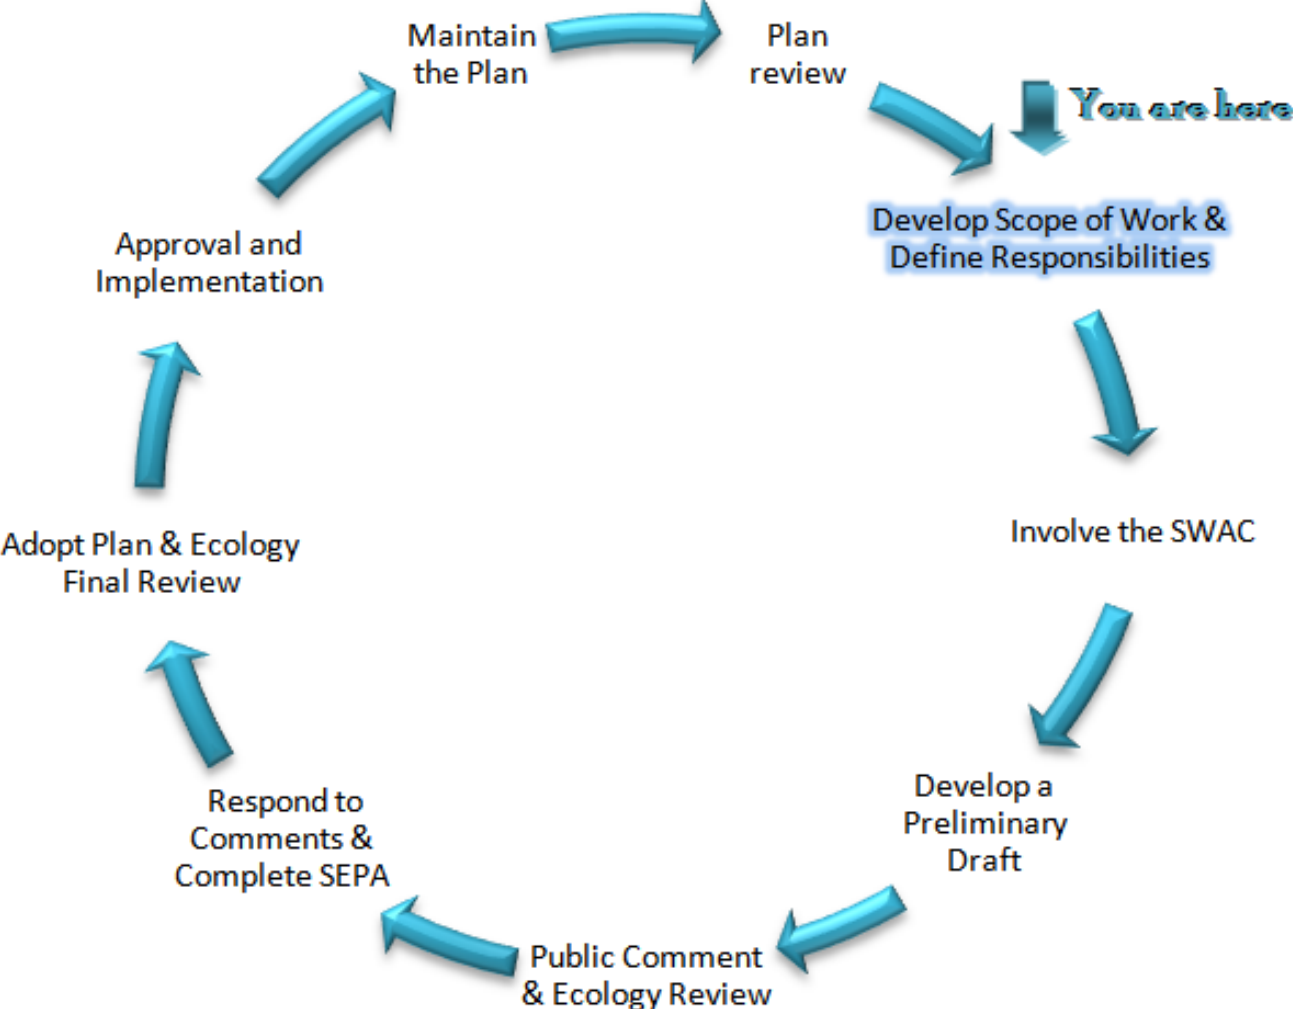 Maintain
the Plan
Plan
review
You are here
Develop Scope of Work &
Define Responsibilities
Involve the SWAC
Develop a
Preliminary
Draft
Public Comment
& Ecology Review
Respond to
Comments &
Complete SEPA
Adopt Plan & Ecology
Final Review
Approval and
Implementation